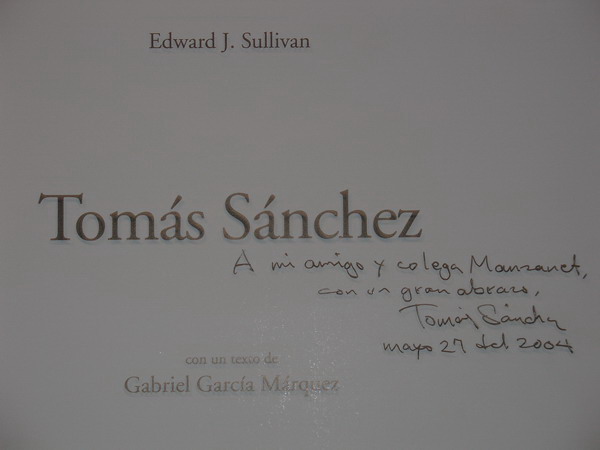 Edward J. Sullivan
Tomás Sánchez
A mi amigo y colega Manzanet,
con un gran abrazo,
Tomás Sánchez
mayo 27 del 2004
con un texto de
Gabriel García Márquez